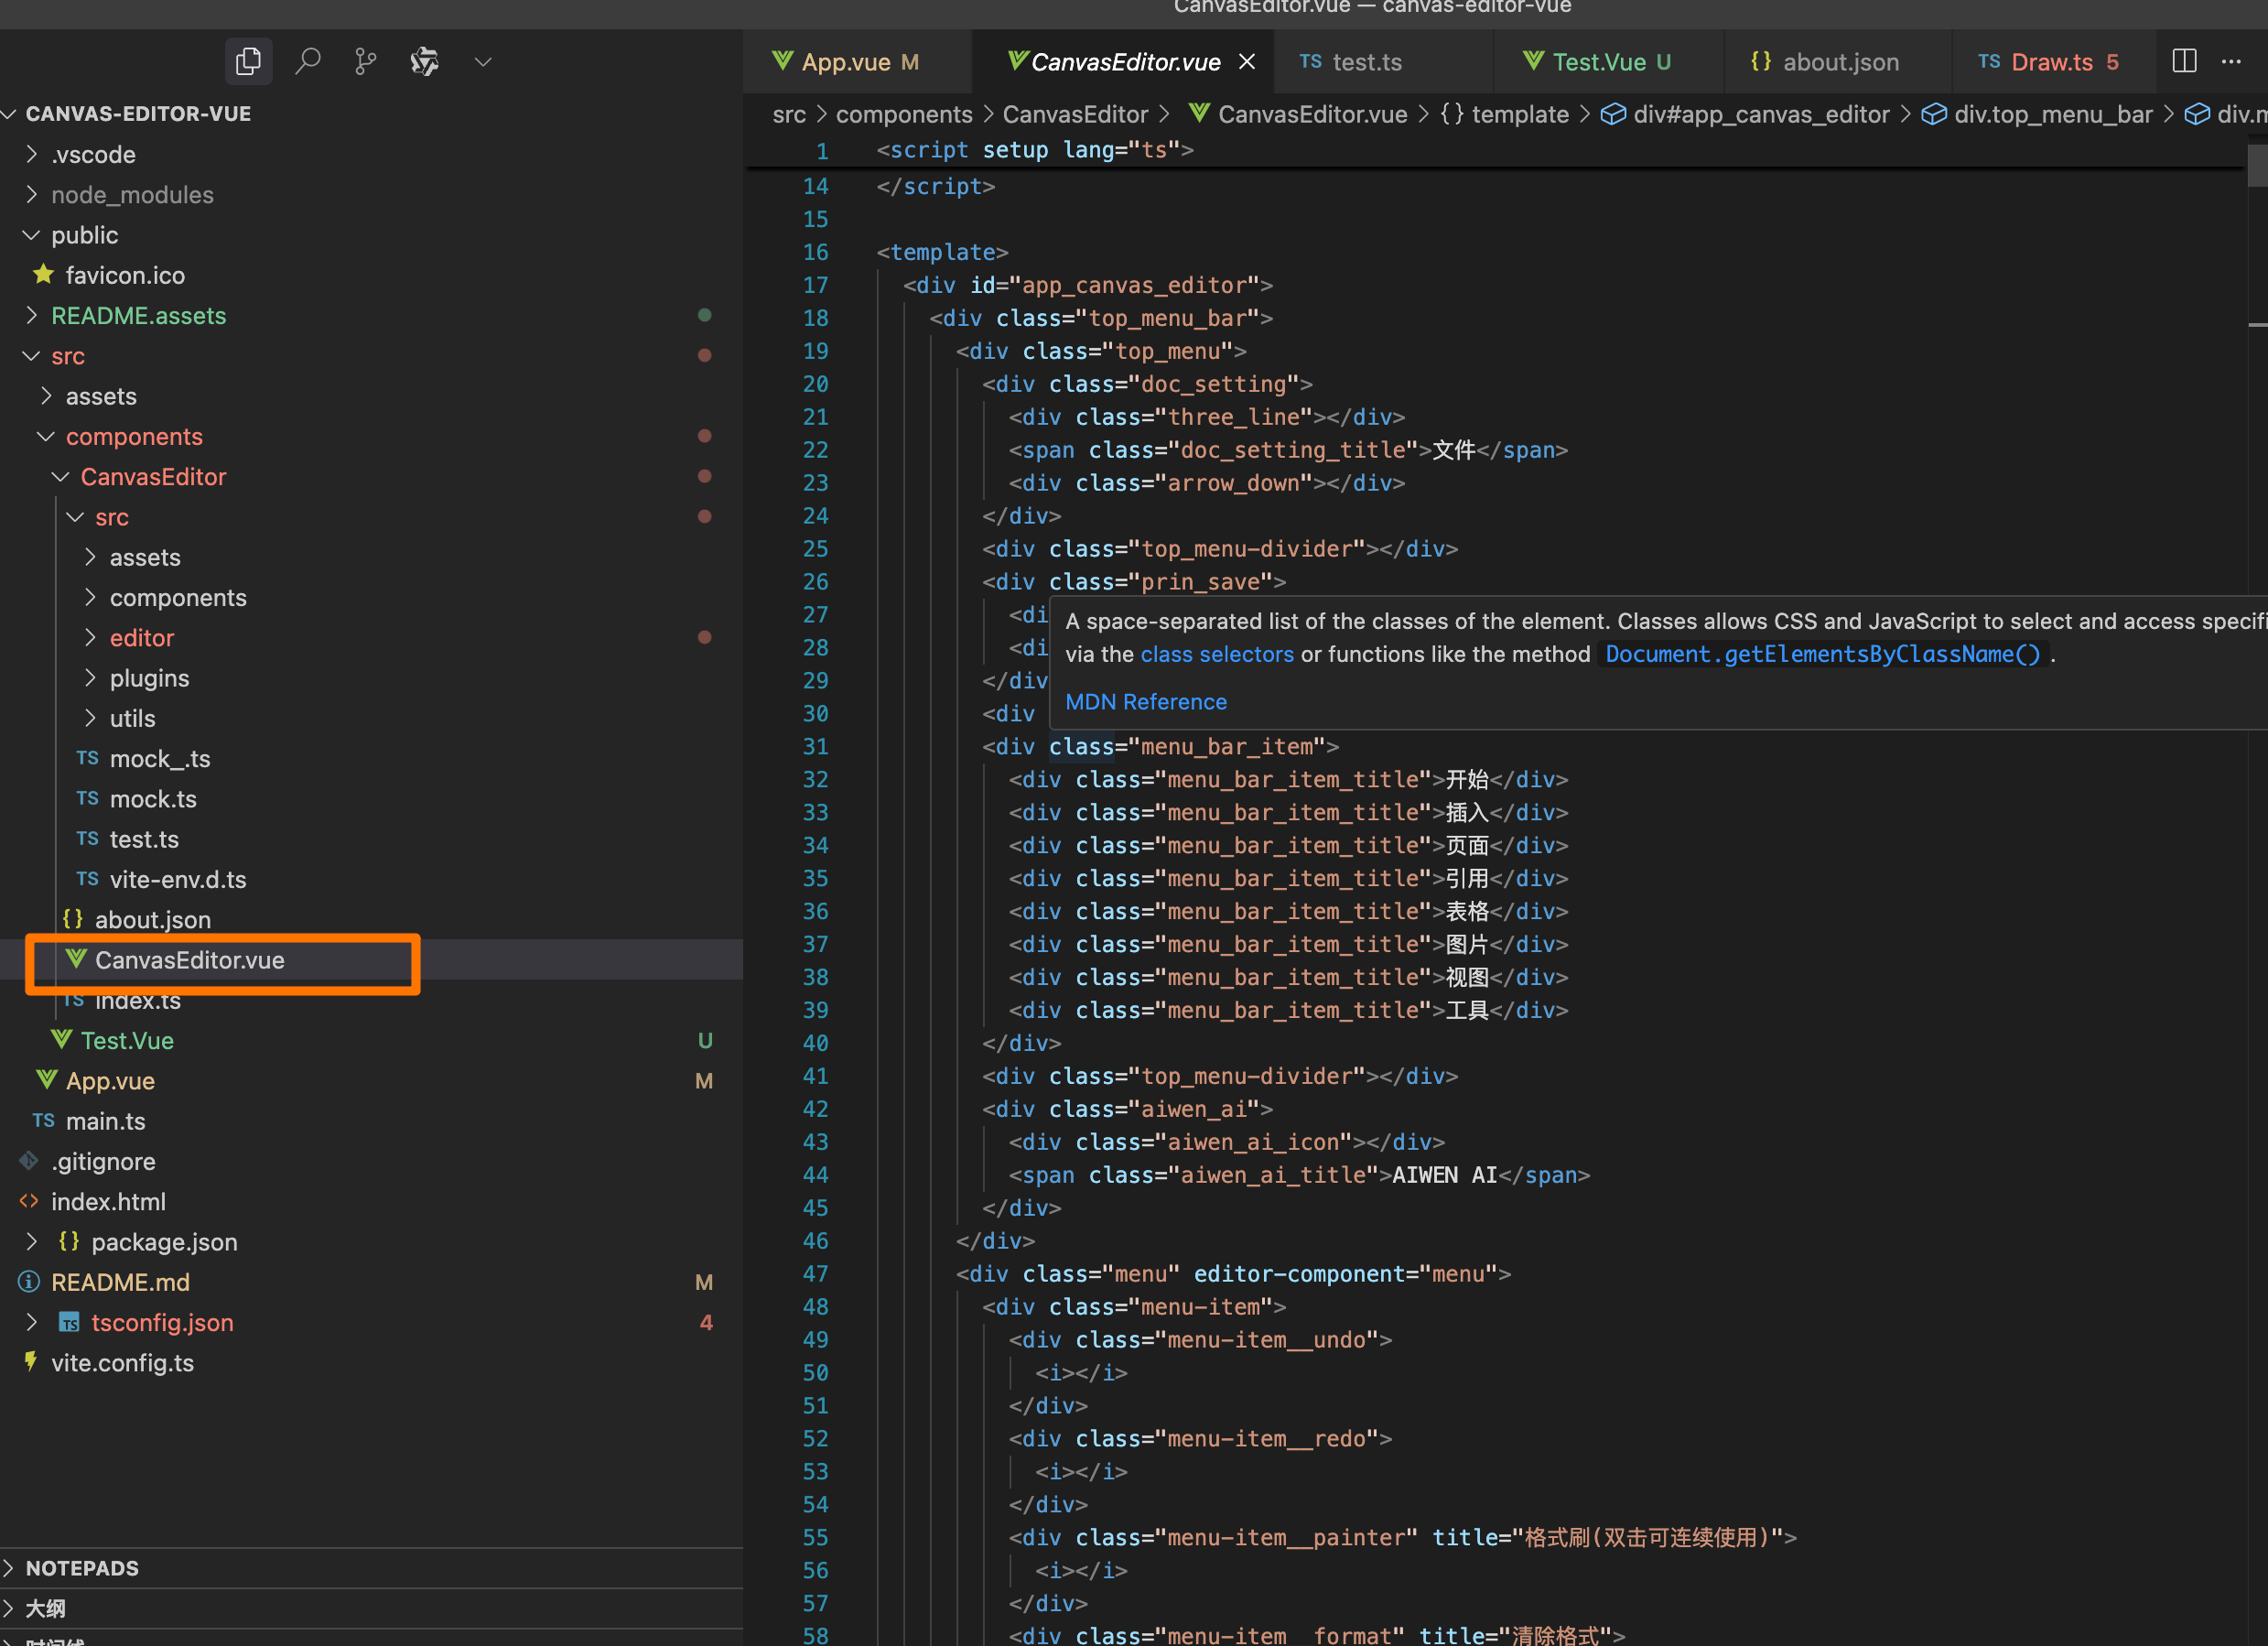 CanvasEditor.vue — canvas-editor-vue
CANVAS-EDITOR-VUE
.vscode
node_modules
public
favicon.ico
README.assets
src
assets
components
CanvasEditor
src
assets
components
editor
plugins
utils
TS mock_.ts
TS mock.ts
TS test.ts
TS vite-env.d.ts
{} about.json
CanvasEditor.vue
TS index.ts
Test.Vue U
App.vue M
TS main.ts
.gitignore
<> index.html
{} package.json
README.md M
TS tsconfig.json 4
vite.config.ts
NOTEPADS
大纲
时间线
App.vue M CanvasEditor.vue × TS test.ts Test.Vue U {} about.json TS Draw.ts 5 ...
src > components > CanvasEditor > CanvasEditor.vue > {} template > div#app_canvas_editor > div.top_menu_bar > div.m
1 <script setup lang="ts">
14 </script>
15
16 <template>
17 <div id="app_canvas_editor">
18 <div class="top_menu_bar">
19 <div class="top_menu">
20 <div class="doc_setting">
21 <div class="three_line"></div>
22 <span class="doc_setting_title">文件</span>
23 <div class="arrow_down"></div>
24 </div>
25 <div class="top_menu-divider"></div>
26 <div class="prin_save">
27 <di
28 <di
29 </div
30 <div
A space-separated list of the classes of the element. Classes allows CSS and JavaScript to select and access specifi
via the class selectors or functions like the method Document.getElementsByClassName() .
MDN Reference
31 <div class="menu_bar_item">
32 <div class="menu_bar_item_title">开始</div>
33 <div class="menu_bar_item_title">插入</div>
34 <div class="menu_bar_item_title">页面</div>
35 <div class="menu_bar_item_title">引用</div>
36 <div class="menu_bar_item_title">表格</div>
37 <div class="menu_bar_item_title">图片</div>
38 <div class="menu_bar_item_title">视图</div>
39 <div class="menu_bar_item_title">工具</div>
40 </div>
41 <div class="top_menu-divider"></div>
42 <div class="aiwen_ai">
43 <div class="aiwen_ai_icon"></div>
44 <span class="aiwen_ai_title">AIWEN AI</span>
45 </div>
46 </div>
47 <div class="menu" editor-component="menu">
48 <div class="menu-item">
49 <div class="menu-item__undo">
50 <i></i>
51 </div>
52 <div class="menu-item__redo">
53 <i></i>
54 </div>
55 <div class="menu-item__painter" title="格式刷(双击可连续使用)">
56 <i></i>
57 </div>
58 <div class="menu-item__format" title="清除格式">